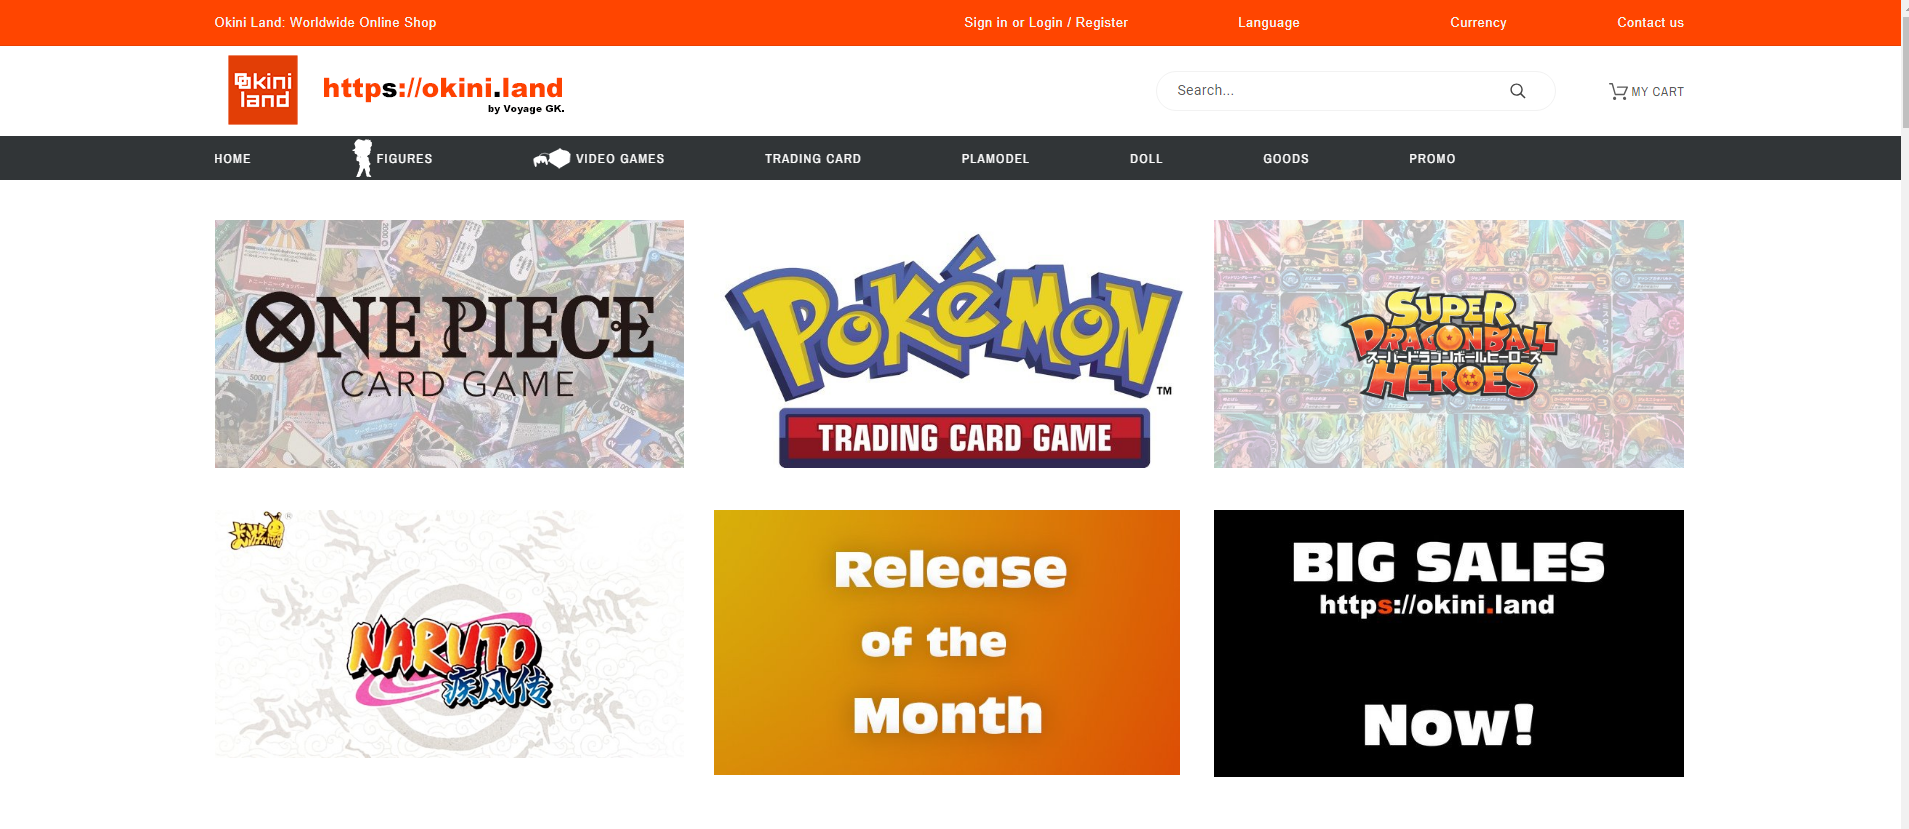 Okini Land: Worldwide Online Shop
Sign in or Login / Register
Language
Currency
Contact us
Okini
land
https://okini.land
by Voyage GK.
Search...
MY CART
HOME
FIGURES
VIDEO GAMES
TRADING CARD
PLAMODEL
DOLL
GOODS
PROMO
ONE PIECE
CARD GAME
POKéMON
TM
TRADING CARD GAME
SUPER
DRAGONBALL
スーパードラゴンボールヒーローズ
HEROES
卡游
®
NARUTO
疾风传
Release
of the
Month
BIG SALES
https://okini.land
Now!